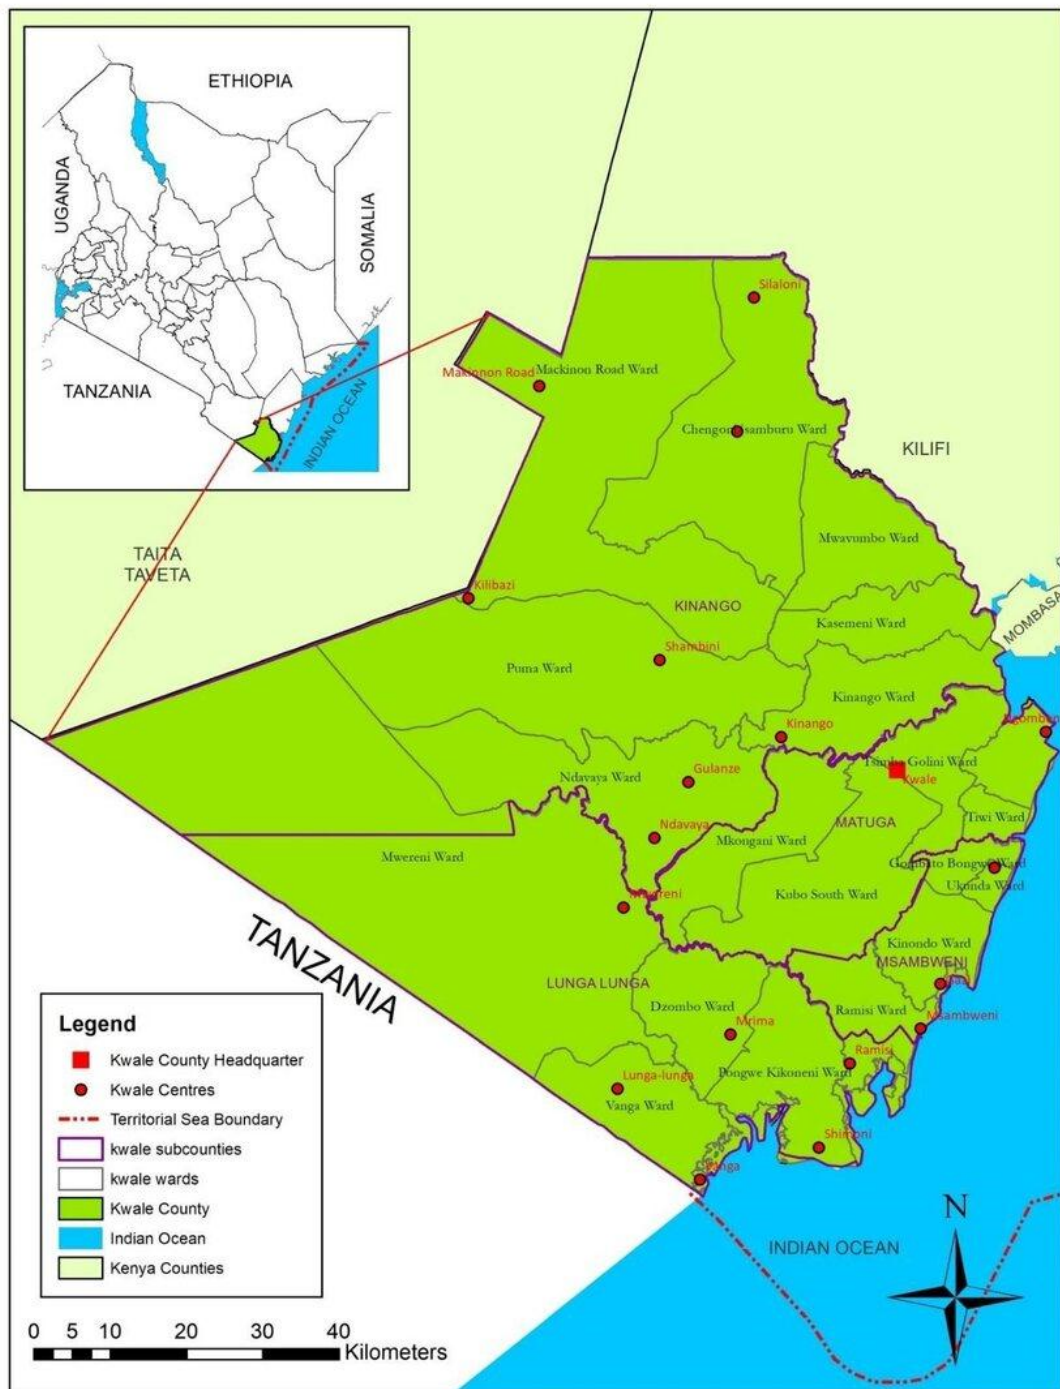 ETHIOPIA
UGANDA
SOMALIA
TANZANIA
INDIAN OCEAN
Silaloni
Makinnon Road
Mackinon Road Ward
KILIFI
Mwavumbo Ward
TAITA
TAVETA
Kilibazi
KINANGO
MOMBASA
Kasemeni Ward
Shambini
Puma Ward
Kinango Ward
Kinango
Tsimba Golini Ward
Kwale
Gulanze
Ndavaya Ward
Tiwi Ward
MATUGA
Ndavaya
Mkongani Ward
Mwereni Ward
Gombato Bongwe Ward
Ukunda Ward
Kubo South Ward
TANZANIA
Kinondo Ward
MSAMBWENI
LUNGA LUNGA
Dzombo Ward
Ramisi Ward
Msambweni
Mrima
Ramisi
Pongwe Kikoneni Ward
Lunga-lunga
Vanga Ward
Shimoni
Vanga
INDIAN OCEAN
N
Legend
Kwale County Headquarter
Kwale Centres
Territorial Sea Boundary
kwale subcounties
kwale wards
Kwale County
Indian Ocean
Kenya Counties
0 5 10 20 30 40
Kilometers